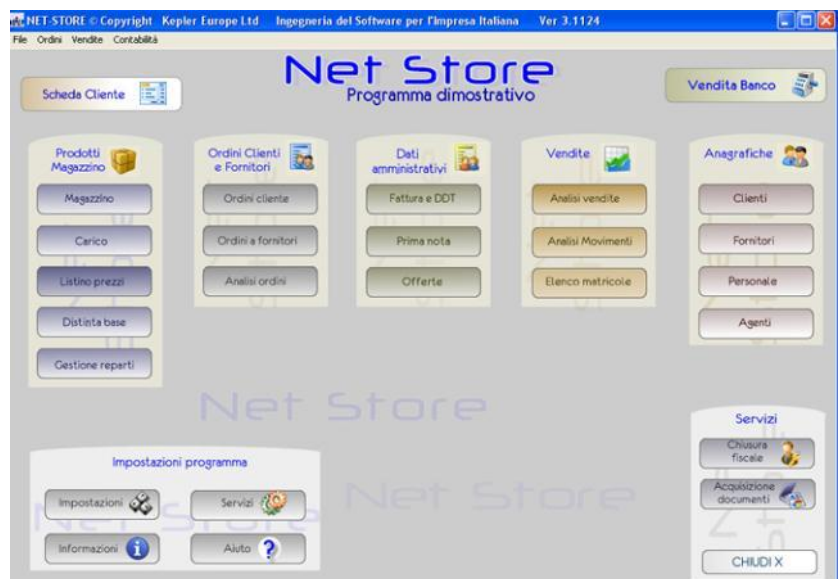 NET-STORE © Copyright Kepler Europe Ltd Ingegneria del Software per l'Impresa Italiana Ver 3.1124
File Ordini Vendite Contabilità
Net Store
Programma dimostrativo
Scheda Cliente
Vendita Banco
Prodotti
Magazzino
Magazzino
Carico
Listino prezzi
Distinta base
Gestione reparti
Ordini Clienti
e Fornitori
Ordini cliente
Ordini a fornitori
Analisi ordini
Dati
amministrativi
Fattura e DDT
Prima nota
Offerte
Vendite
Analisi vendite
Analisi Movimenti
Elenco matricole
Anagrafiche
Clienti
Fornitori
Personale
Agenti
Net Store
Net Store
Net Store
Impostazioni programma
Impostazioni
Servizi
Informazioni
Aiuto
Servizi
Chiusura
fiscale
Acquisizione
documenti
CHIUDI X